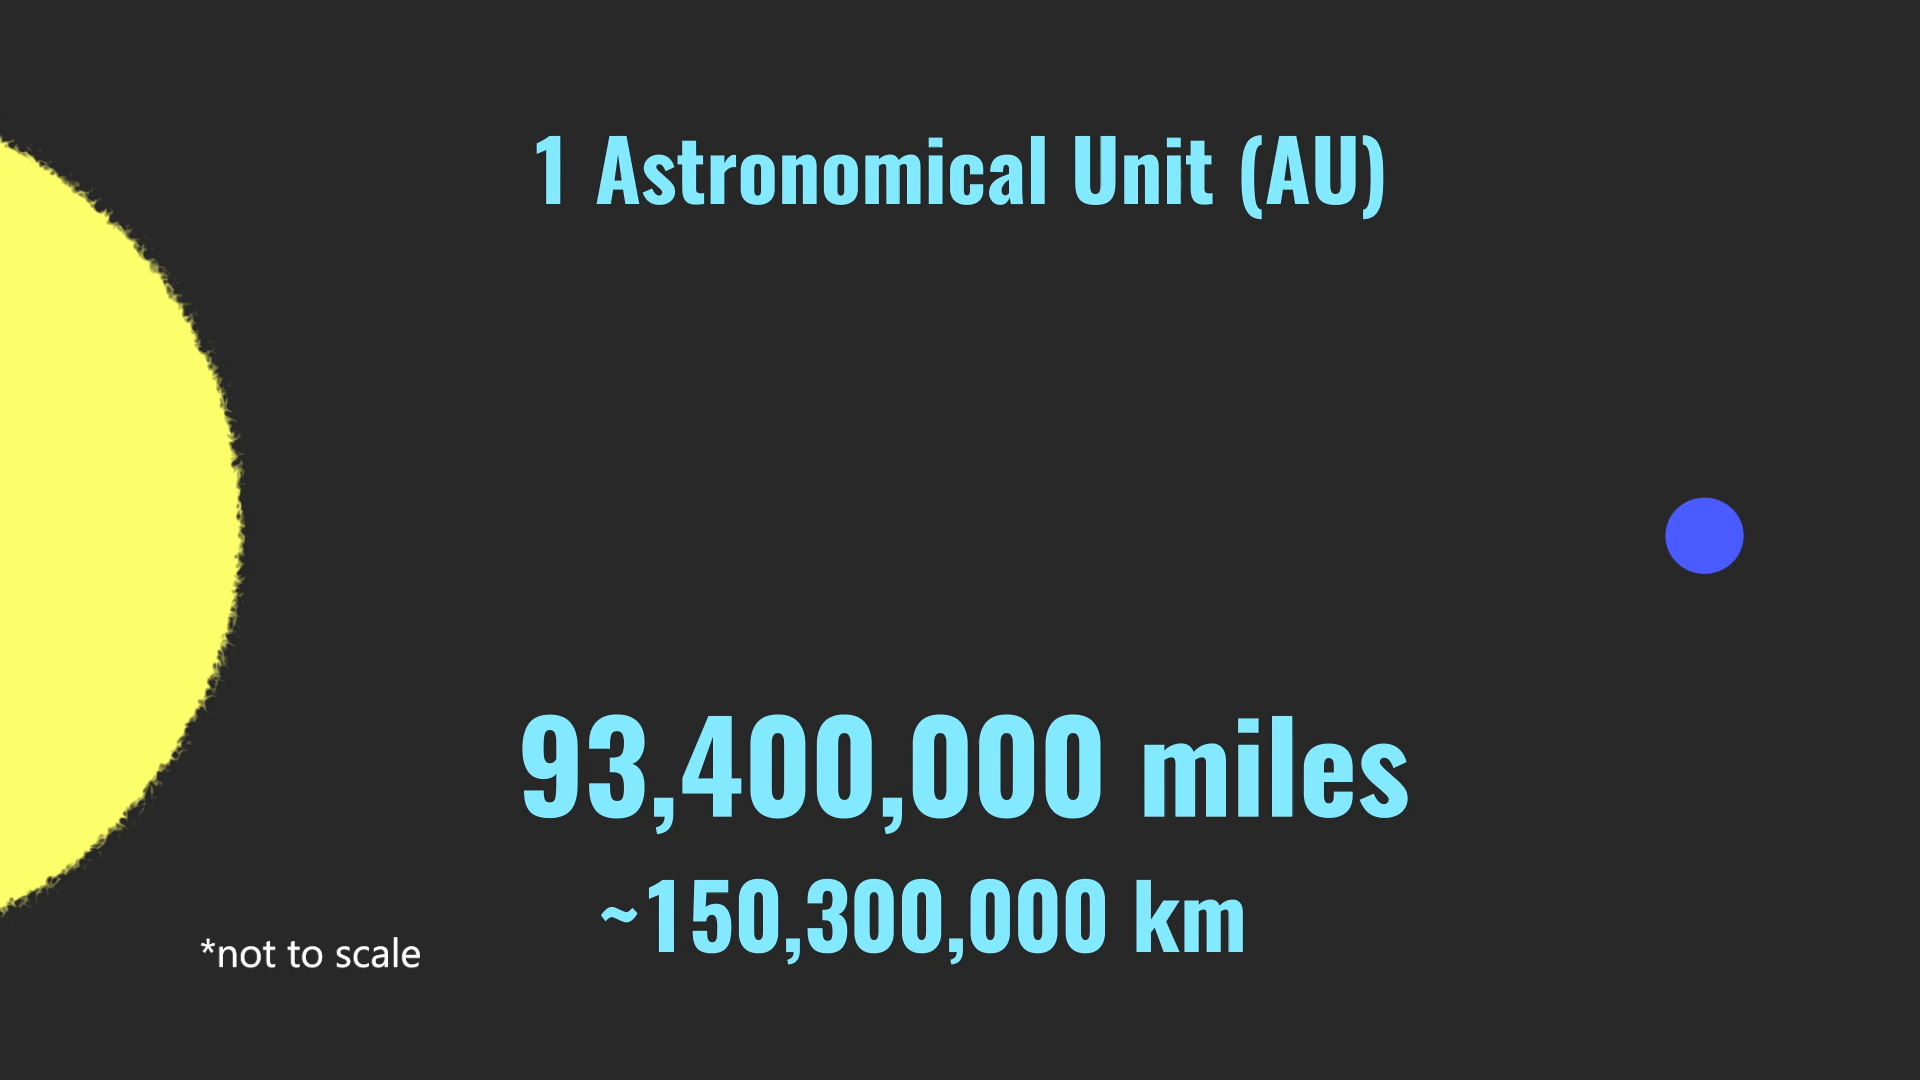 1 Astronomical Unit (AU)
93,400,000 miles
~150,300,000 km
*not to scale